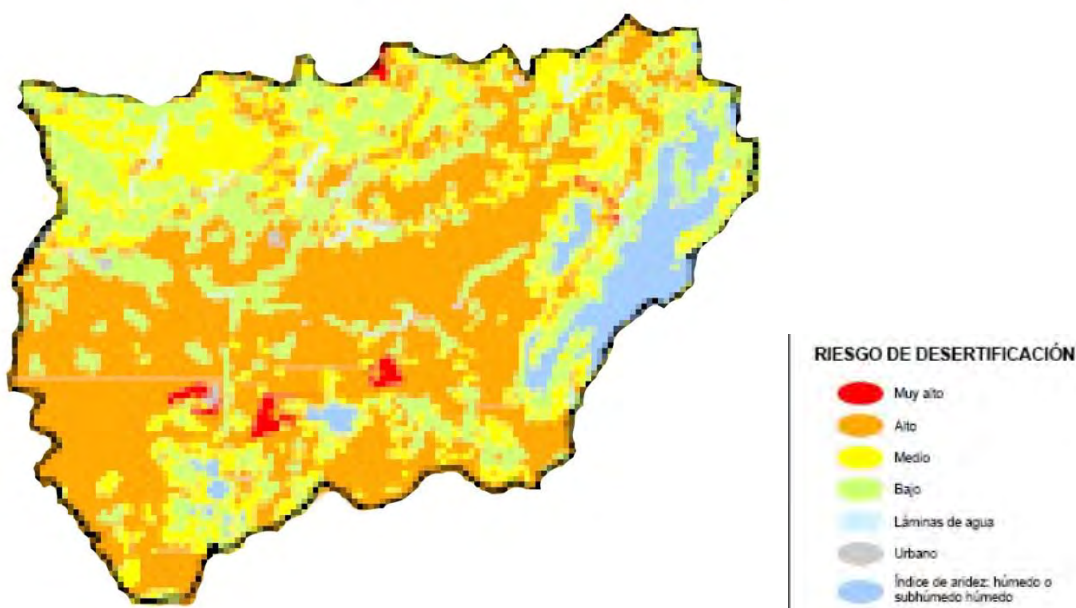 RIESGO DE DESERTIFICACIÓN
Muy alto
Alto
Medio
Bajo
Láminas de agua
Urbano
Índice de aridez: húmedo o
subhúmedo húmedo